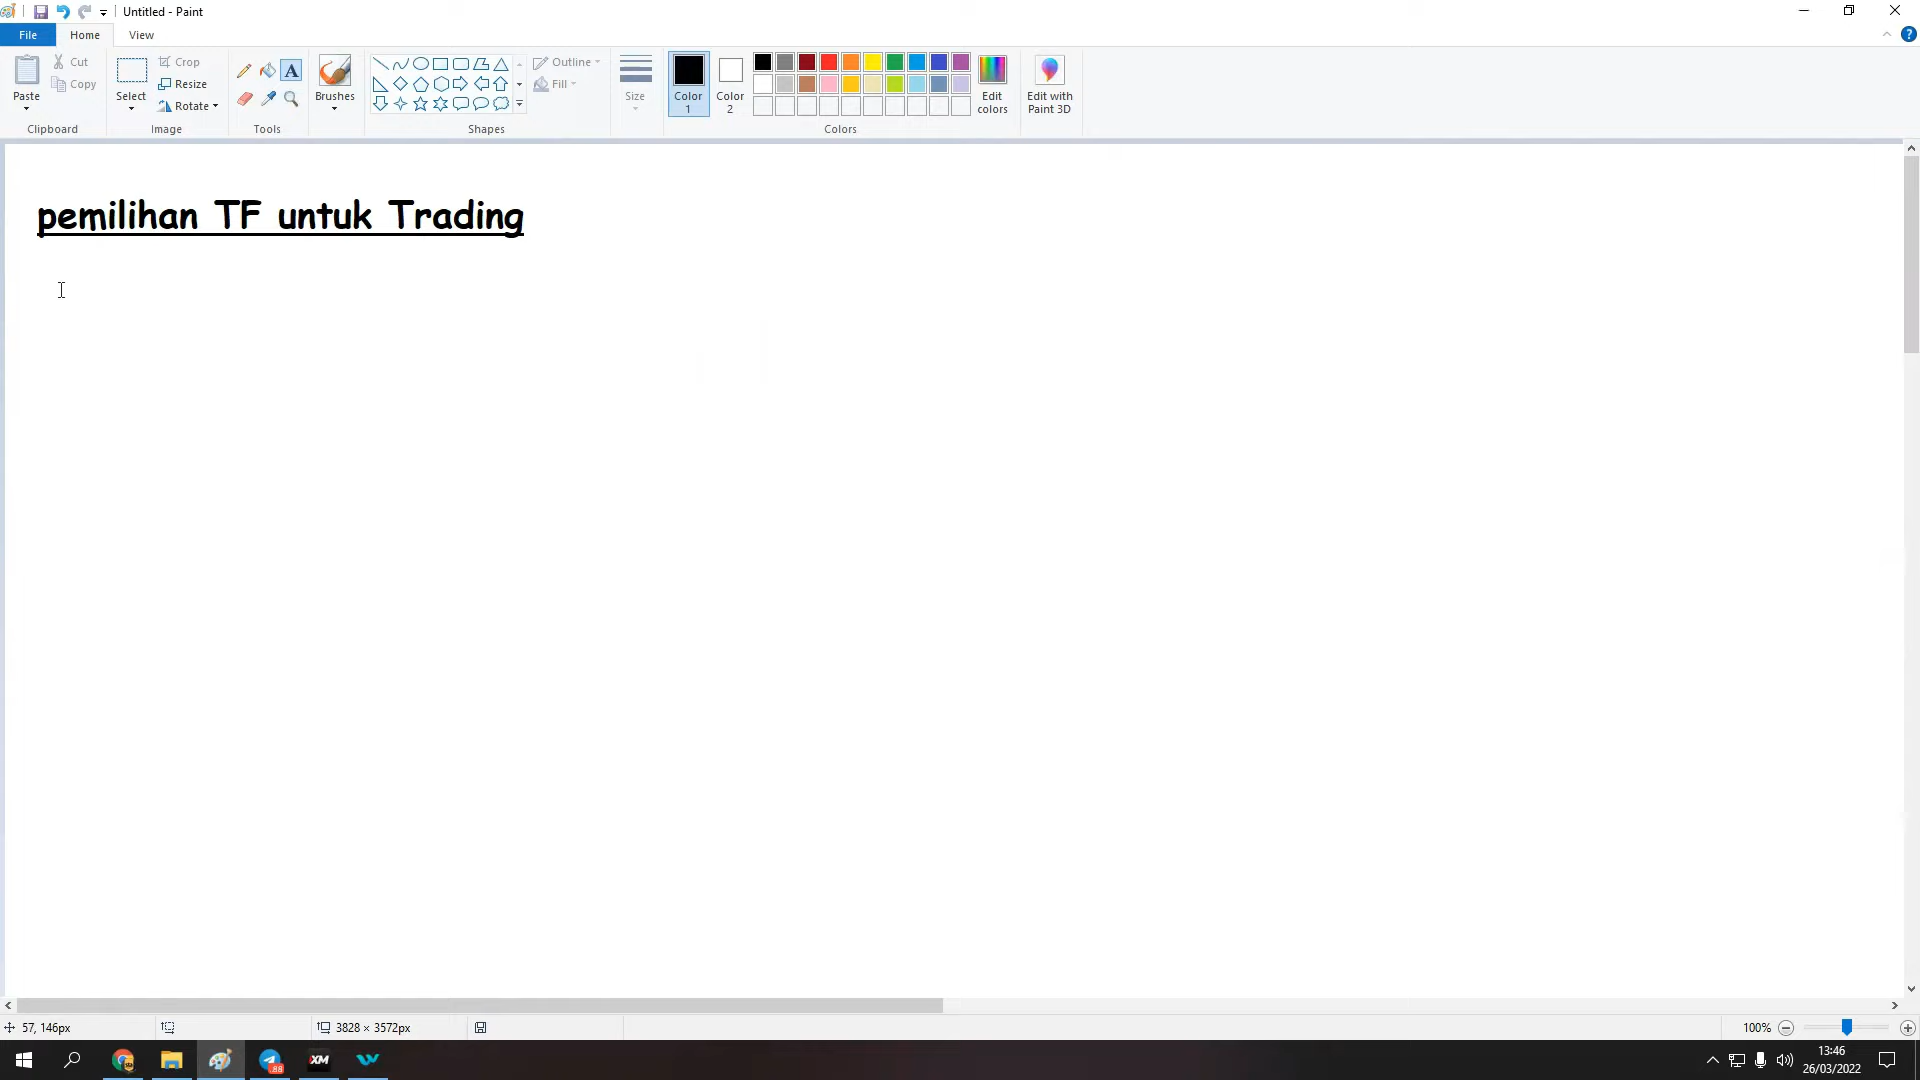 Untitled - Paint
File Home View
Paste
Cut
Copy
Clipboard
Select
Crop
Resize
Rotate
Image
Tools
Brushes
Shapes
Outline
Fill
Size
Color 1
Color 2
Edit colors
Colors
Edit with Paint 3D
pemilihan TF untuk Trading
57, 146px
3828 × 3572px
100%
88
XM
13:46
26/03/2022